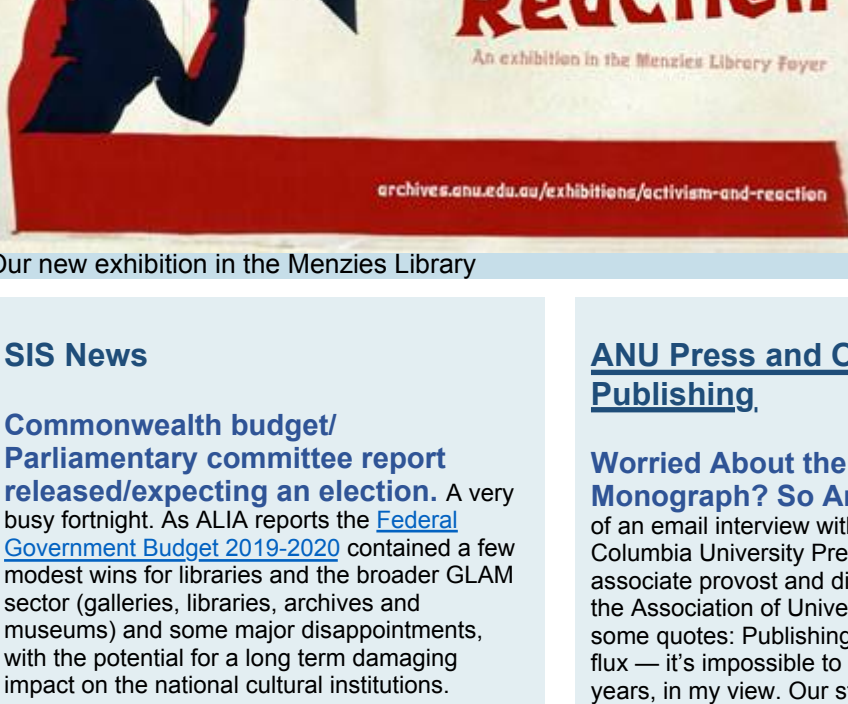 Reaction
An exhibition in the Menzies Library Foyer
archives.anu.edu.au/exhibitions/activism-and-reaction
Our new exhibition in the Menzies Library
SIS News
Commonwealth budget/
Parliamentary committee report
released/expecting an election. A very
busy fortnight. As ALIA reports the Federal
Government Budget 2019-2020 contained a few
modest wins for libraries and the broader GLAM
sector (galleries, libraries, archives and
museums) and some major disappointments,
with the potential for a long term damaging
impact on the national cultural institutions.
ANU Press and
Publishing
Worried About the
Monograph? So
of an email interview
Columbia University
associate provost and
the Association of
some quotes: Publishing
flux — it's impossible to
years, in my view. Our